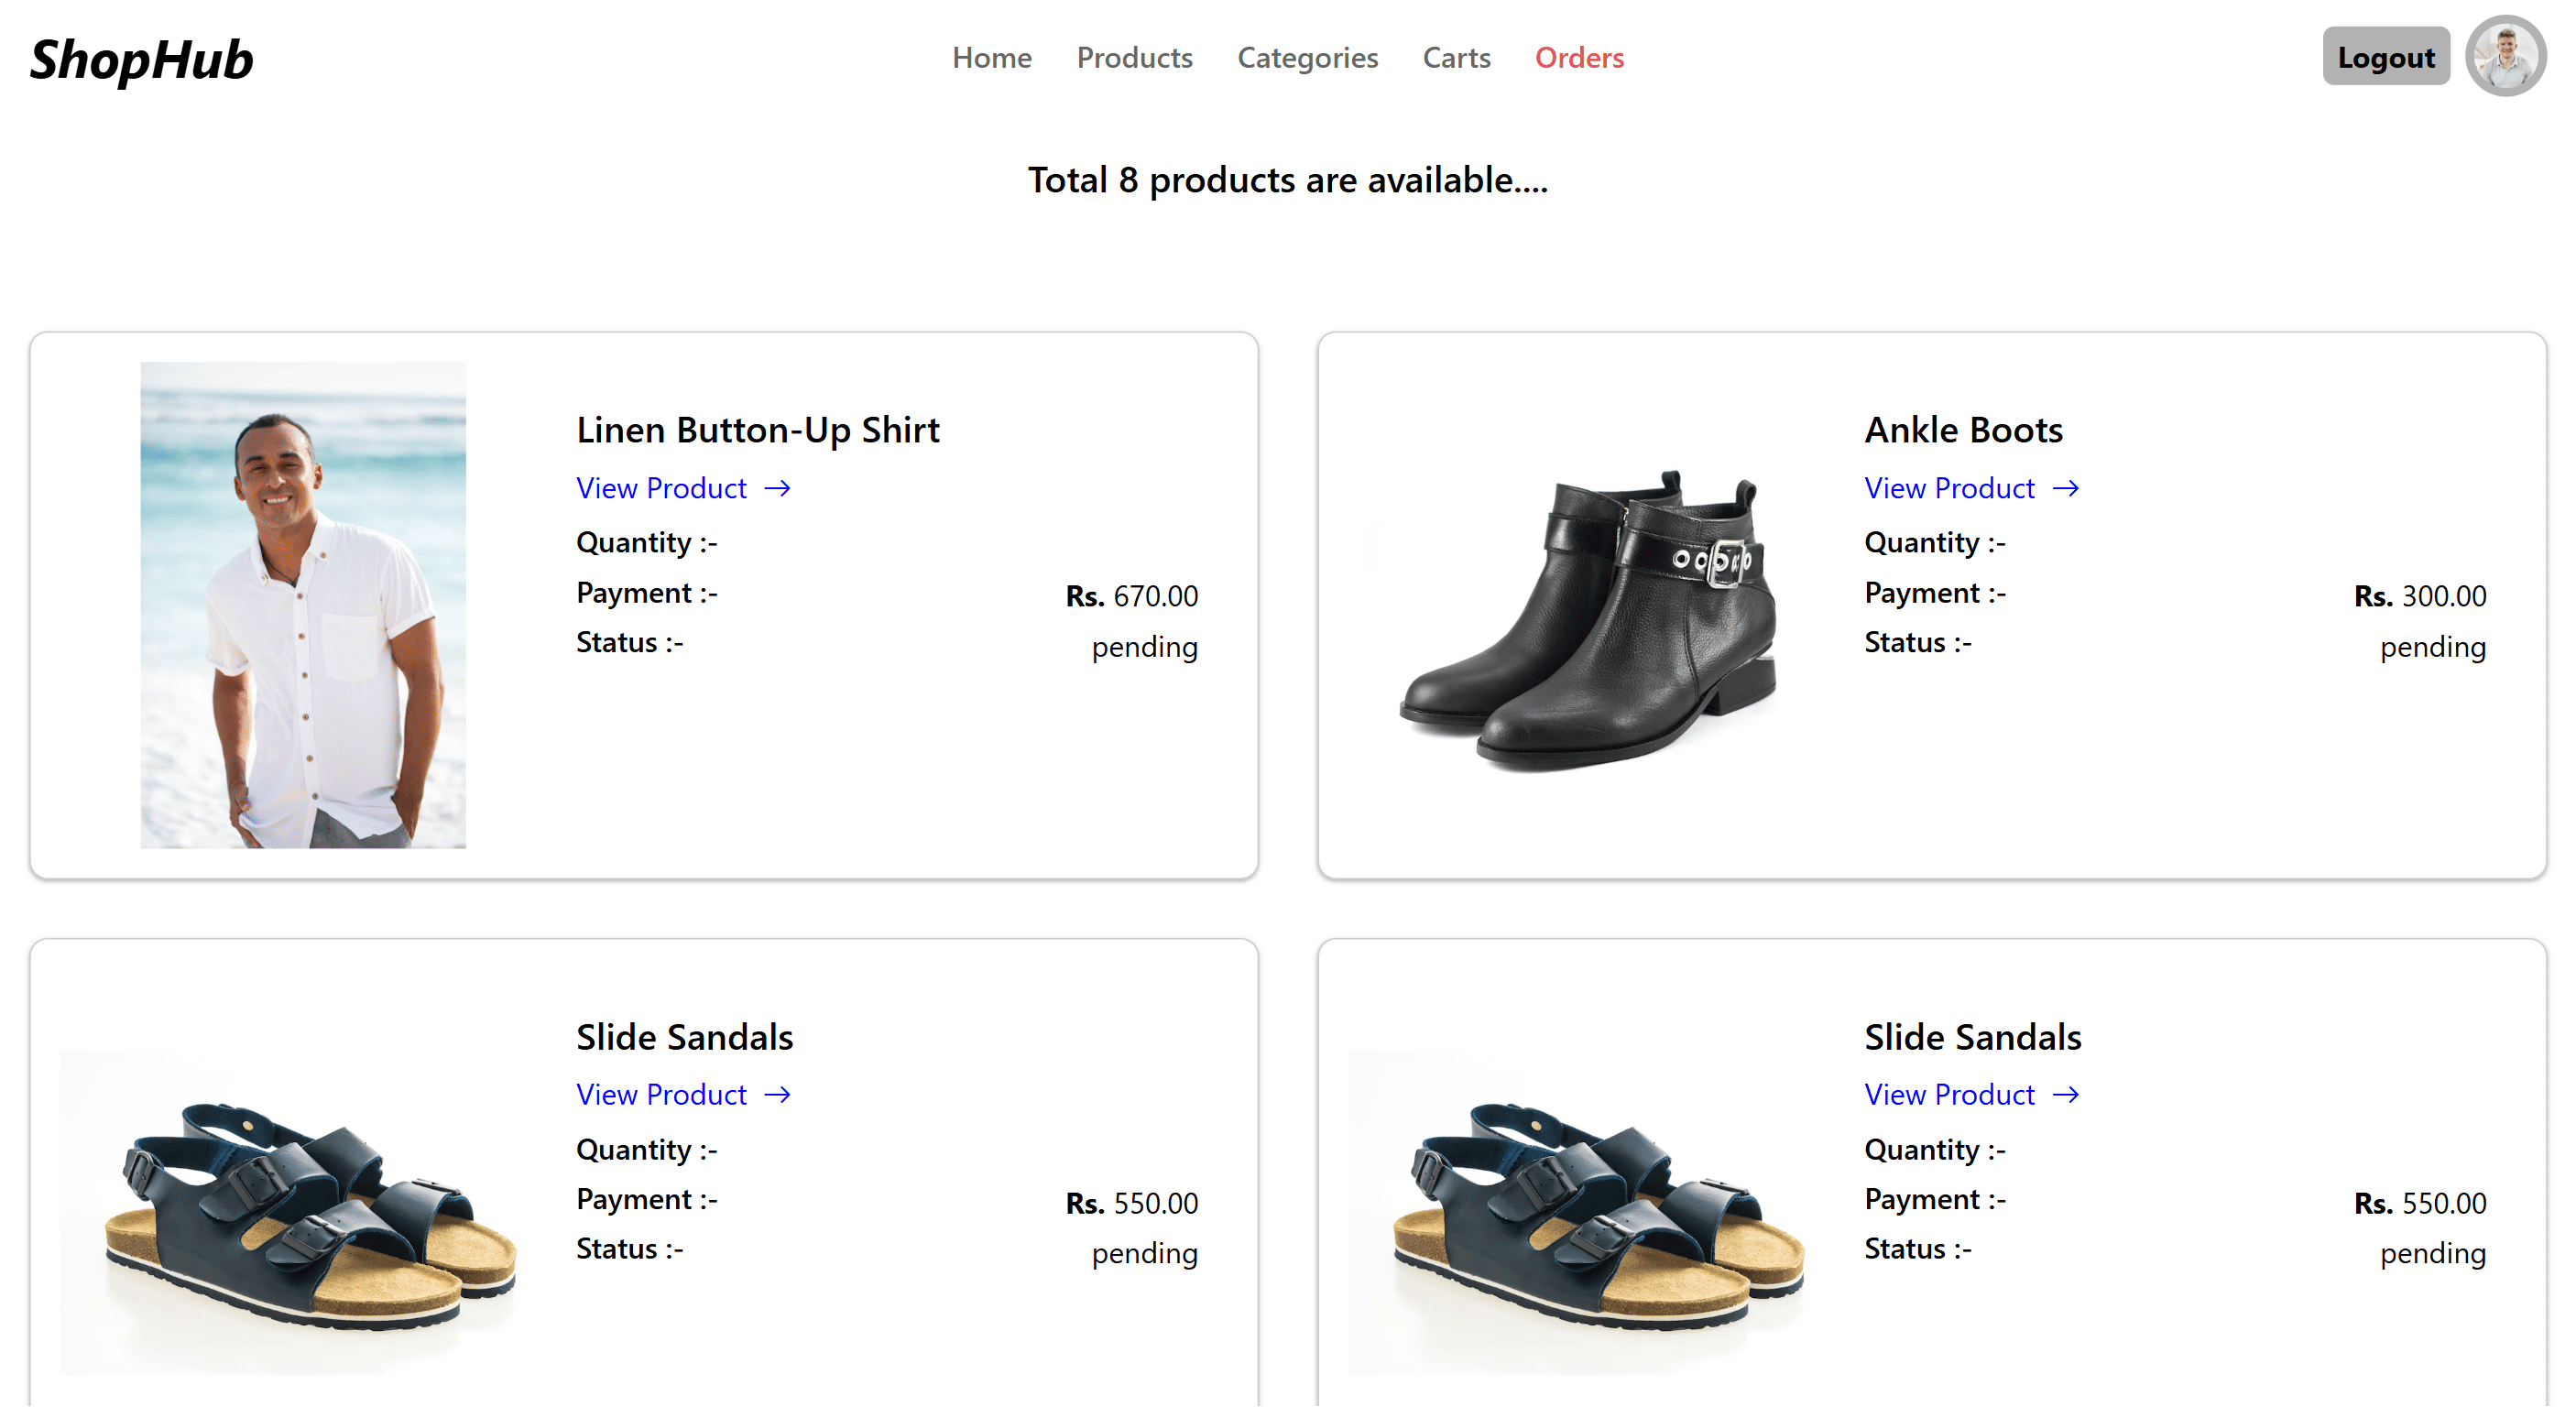 ShopHub
Home Products Categories Carts Orders
Logout
Total 8 products are available....
Linen Button-Up Shirt
View Product →
Quantity :-
Payment :- Rs. 670.00
Status :- pending
Ankle Boots
View Product →
Quantity :-
Payment :- Rs. 300.00
Status :- pending
Slide Sandals
View Product →
Quantity :-
Payment :- Rs. 550.00
Status :- pending
Slide Sandals
View Product →
Quantity :-
Payment :- Rs. 550.00
Status :- pending